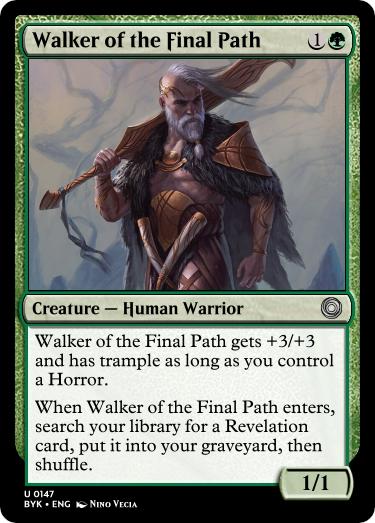 Walker of the Final Path 1
Creature — Human Warrior
Walker of the Final Path gets +3/+3
and has trample as long as you control
a Horror.
When Walker of the Final Path enters,
search your library for a Revelation
card, put it into your graveyard, then
shuffle.
1/1
U 0147
BYK • ENG Nino Vecia